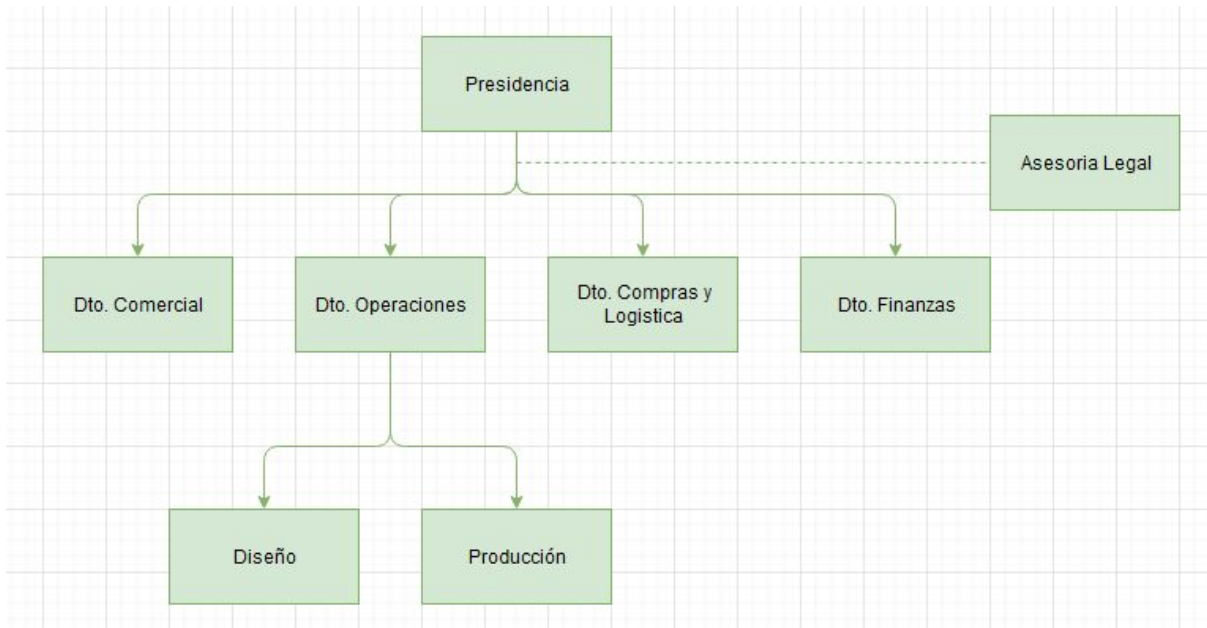 Presidencia
Asesoria Legal
Dto. Comercial
Dto. Operaciones
Dto. Compras y
Logistica
Dto. Finanzas
Diseño
Producción